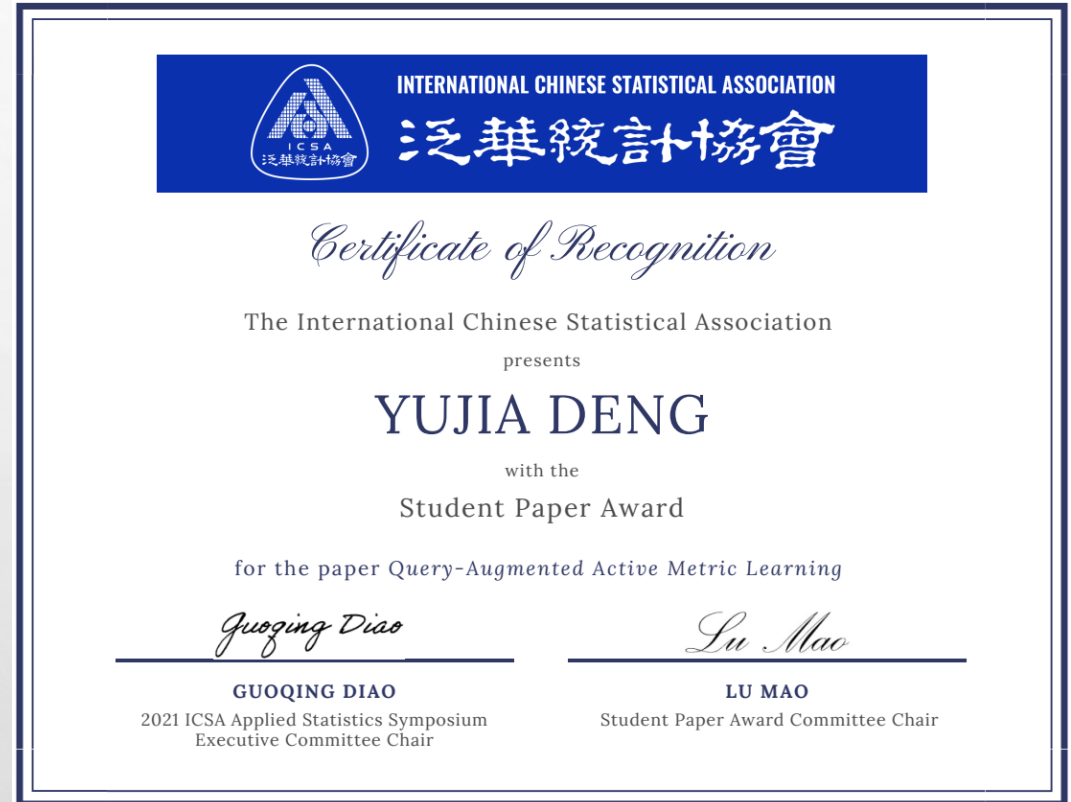 INTERNATIONAL CHINESE STATISTICAL ASSOCIATION
ICSA
泛華統計協會
泛華統計協會
Certificate of Recognition
The International Chinese Statistical Association
presents
YUJIA DENG
with the
Student Paper Award
for the paper Query-Augmented Active Metric Learning
Guoqing Diao
Lu Mao
GUOQING DIAO
LU MAO
2021 ICSA Applied Statistics Symposium
Executive Committee Chair
Student Paper Award Committee Chair